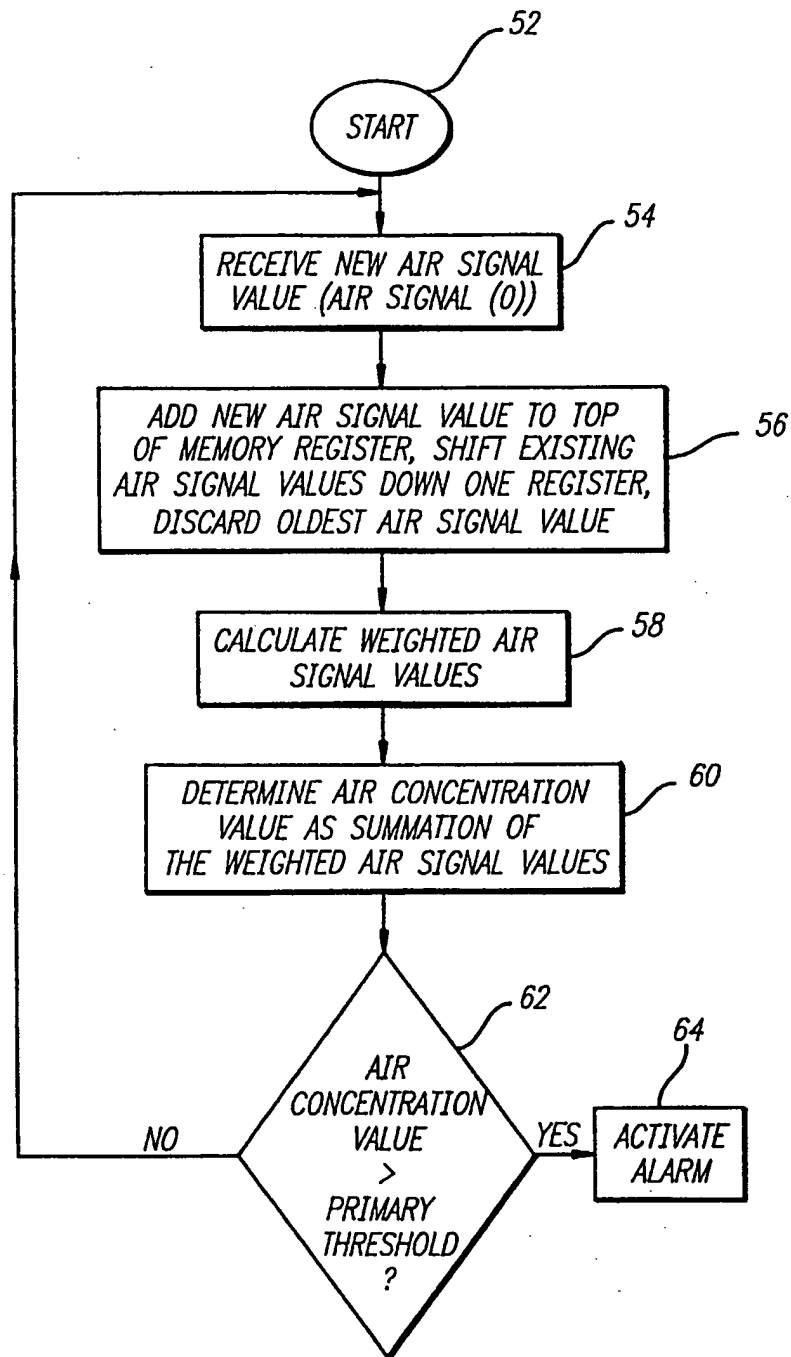 52
START
54
RECEIVE NEW AIR SIGNAL
VALUE (AIR SIGNAL (0))
56
ADD NEW AIR SIGNAL VALUE TO TOP
OF MEMORY REGISTER, SHIFT EXISTING
AIR SIGNAL VALUES DOWN ONE REGISTER,
DISCARD OLDEST AIR SIGNAL VALUE
58
CALCULATE WEIGHTED AIR
SIGNAL VALUES
60
DETERMINE AIR CONCENTRATION
VALUE AS SUMMATION OF
THE WEIGHTED AIR SIGNAL VALUES
62
AIR
CONCENTRATION
VALUE
>
PRIMARY
THRESHOLD
?
NO
YES
64
ACTIVATE
ALARM